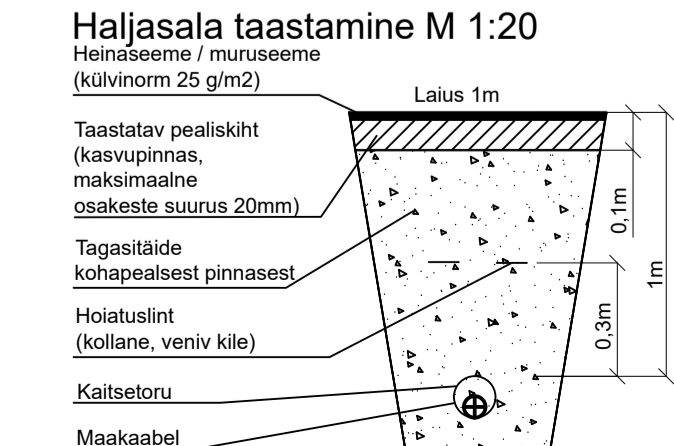 Haljasala taastamine M 1:20
Heinaseeme / muruseeme
(külvinorm 25 g/m2)
Laius 1m
Taastatav pealiskiht
(kasvupinnas,
maksimaalne
osakeste suurus 20mm)
0,1m
Tagasitäide
kohapealsest pinnasest
1m
Hoiatuslint
(kollane, veniv kile)
0,3m
Kaitsetoru
Maakaabel